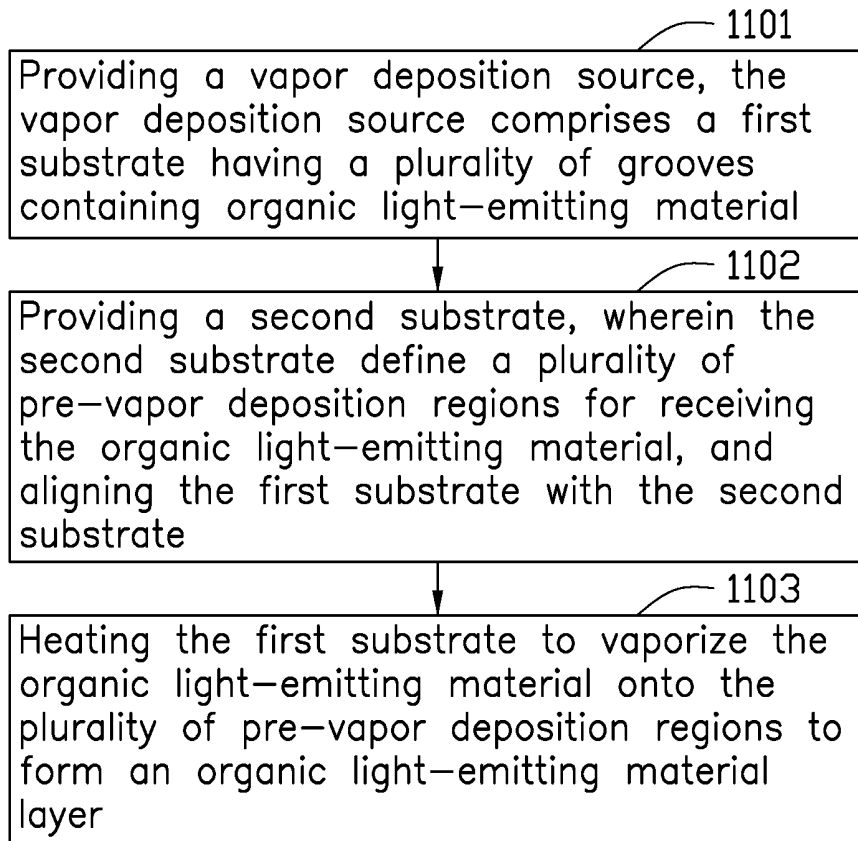 1101
Providing a vapor deposition source, the
vapor deposition source comprises a first
substrate having a plurality of grooves
containing organic light-emitting material
1102
Providing a second substrate, wherein the
second substrate define a plurality of
pre-vapor deposition regions for receiving
the organic light-emitting material, and
aligning the first substrate with the second
substrate
1103
Heating the first substrate to vaporize the
organic light-emitting material onto the
plurality of pre-vapor deposition regions to
form an organic light-emitting material
layer